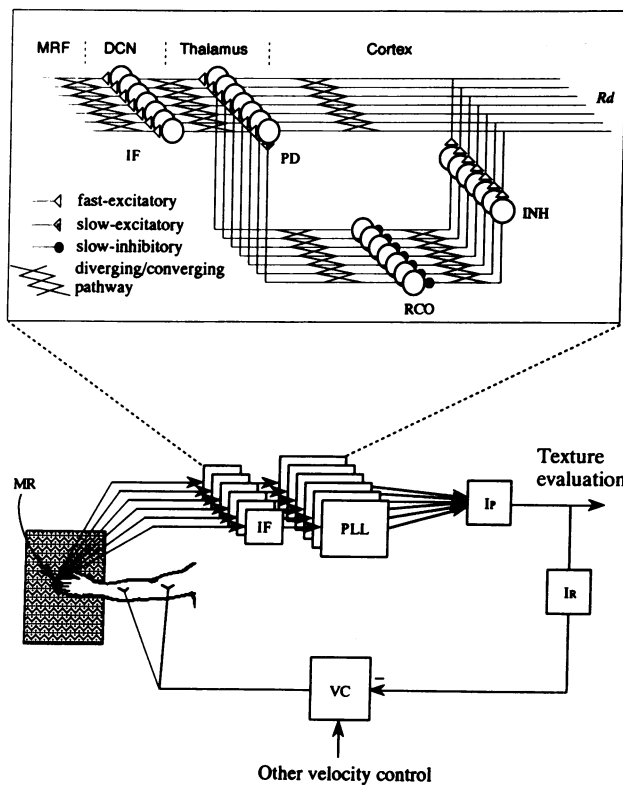 MRF DCN Thalamus Cortex
Rd
IF PD
INH
fast-excitatory
slow-excitatory
slow-inhibitory
diverging/converging
pathway
RCO
Texture
evaluation
MR
IF PLL IP
IR
VC –
Other velocity control